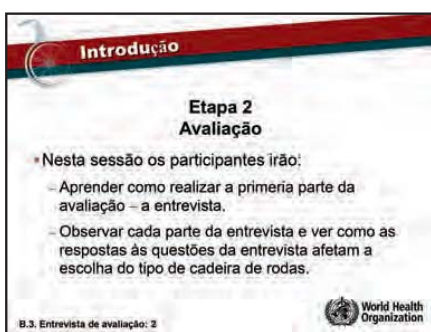 Introdução
Etapa 2
Avaliação
▪Nesta sessão os participantes irão:
– Aprender como realizar a primeria parte da
avaliação – a entrevista.
– Observar cada parte da entrevista e ver como as
respostas às questões da entrevista afetam a
escolha do tipo de cadeira de rodas.
B.3. Entrevista de avaliação: 2
World Health
Organization